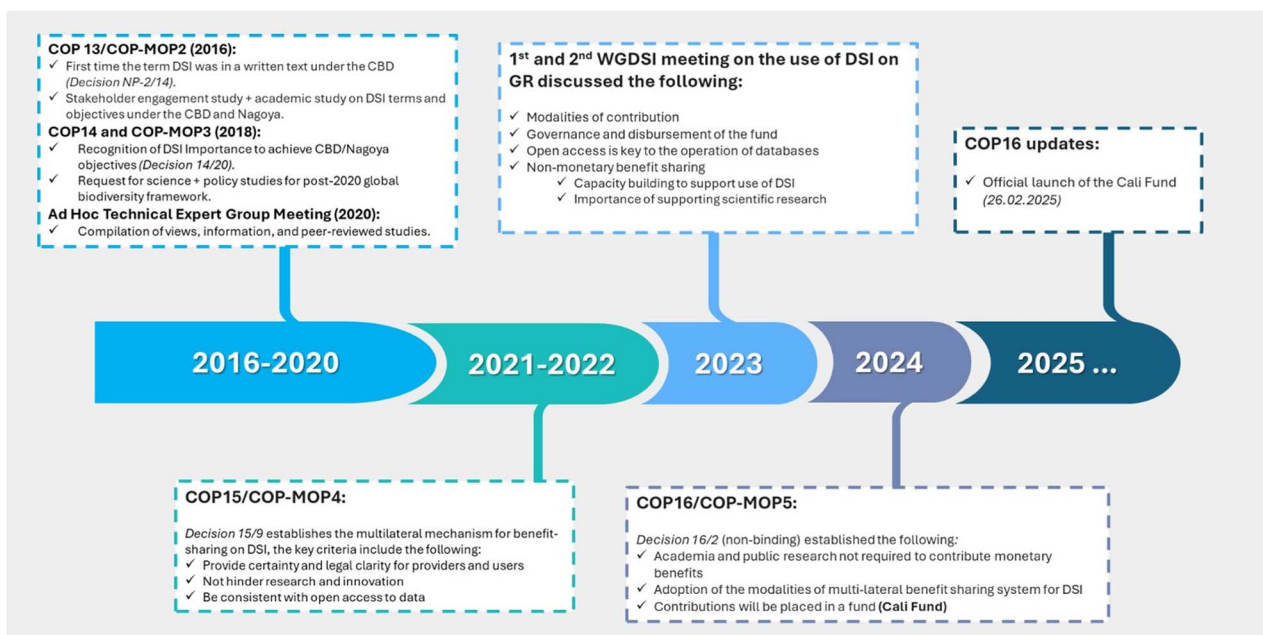 COP 13/COP-MOP2 (2016):
✓ First time the term DSI was in a written text under the CBD
(Decision NP-2/14).
✓ Stakeholder engagement study + academic study on DSI terms and
objectives under the CBD and Nagoya.
COP14 and COP-MOP3 (2018):
✓ Recognition of DSI Importance to achieve CBD/Nagoya
objectives (Decision 14/20).
✓ Request for science + policy studies for post-2020 global
biodiversity framework.
Ad Hoc Technical Expert Group Meeting (2020):
✓ Compilation of views, information, and peer-reviewed studies.
1st and 2nd WGDSI meeting on the use of DSI on
GR discussed the following:
✓ Modalities of contribution
✓ Governance and disbursement of the fund
✓ Open access is key to the operation of databases
✓ Non-monetary benefit sharing
✓ Capacity building to support use of DSI
✓ Importance of supporting scientific research
COP16 updates:
✓ Official launch of the Cali Fund
(26.02.2025)
2016-2020
2021-2022
2023
2024
2025 ...
COP15/COP-MOP4:
Decision 15/9 establishes the multilateral mechanism for benefit-
sharing on DSI, the key criteria include the following:
✓ Provide certainty and legal clarity for providers and users
✓ Not hinder research and innovation
✓ Be consistent with open access to data
COP16/COP-MOP5:
Decision 16/2 (non-binding) established the following:
✓ Academia and public research not required to contribute monetary
benefits
✓ Adoption of the modalities of multi-lateral benefit sharing system for DSI
✓ Contributions will be placed in a fund (Cali Fund)